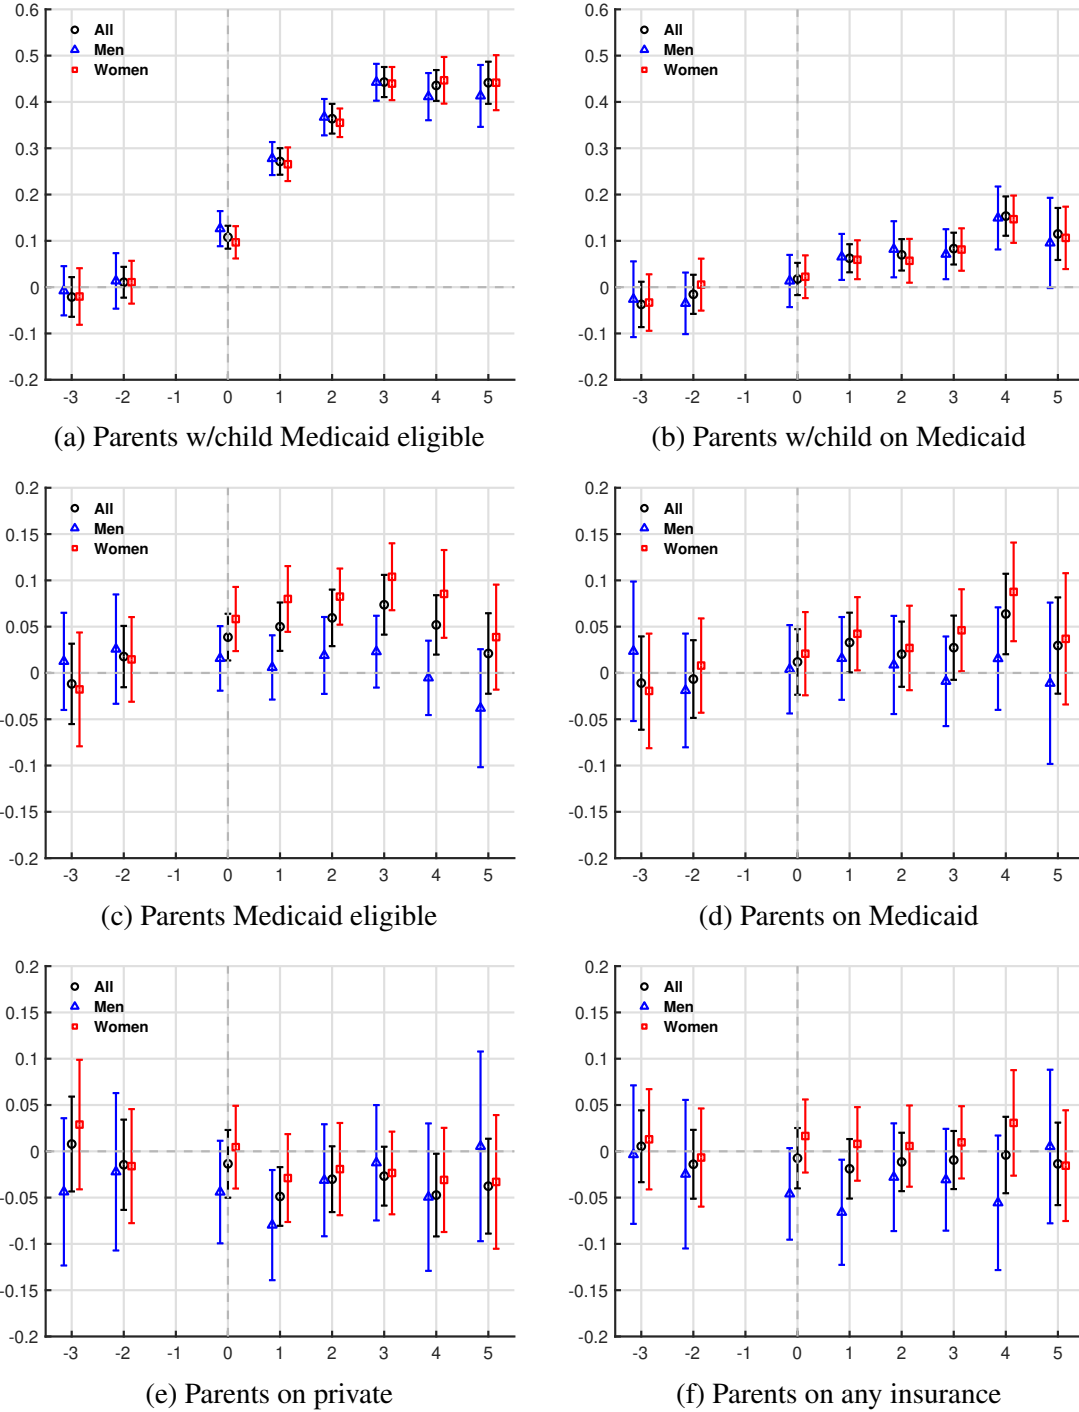 0.6
0.5
0.4
0.3
0.2
0.1
0
-0.1
-0.2
All
Men
Women
-3 -2 -1 0 1 2 3 4 5
(a) Parents w/child Medicaid eligible
0.6
0.5
0.4
0.3
0.2
0.1
0
-0.1
-0.2
All
Men
Women
-3 -2 -1 0 1 2 3 4 5
(b) Parents w/child on Medicaid
0.2
0.15
0.1
0.05
0
-0.05
-0.1
-0.15
-0.2
All
Men
Women
-3 -2 -1 0 1 2 3 4 5
(c) Parents Medicaid eligible
0.2
0.15
0.1
0.05
0
-0.05
-0.1
-0.15
-0.2
All
Men
Women
-3 -2 -1 0 1 2 3 4 5
(d) Parents on Medicaid
0.2
0.15
0.1
0.05
0
-0.05
-0.1
-0.15
-0.2
All
Men
Women
-3 -2 -1 0 1 2 3 4 5
(e) Parents on private
0.2
0.15
0.1
0.05
0
-0.05
-0.1
-0.15
-0.2
All
Men
Women
-3 -2 -1 0 1 2 3 4 5
(f) Parents on any insurance